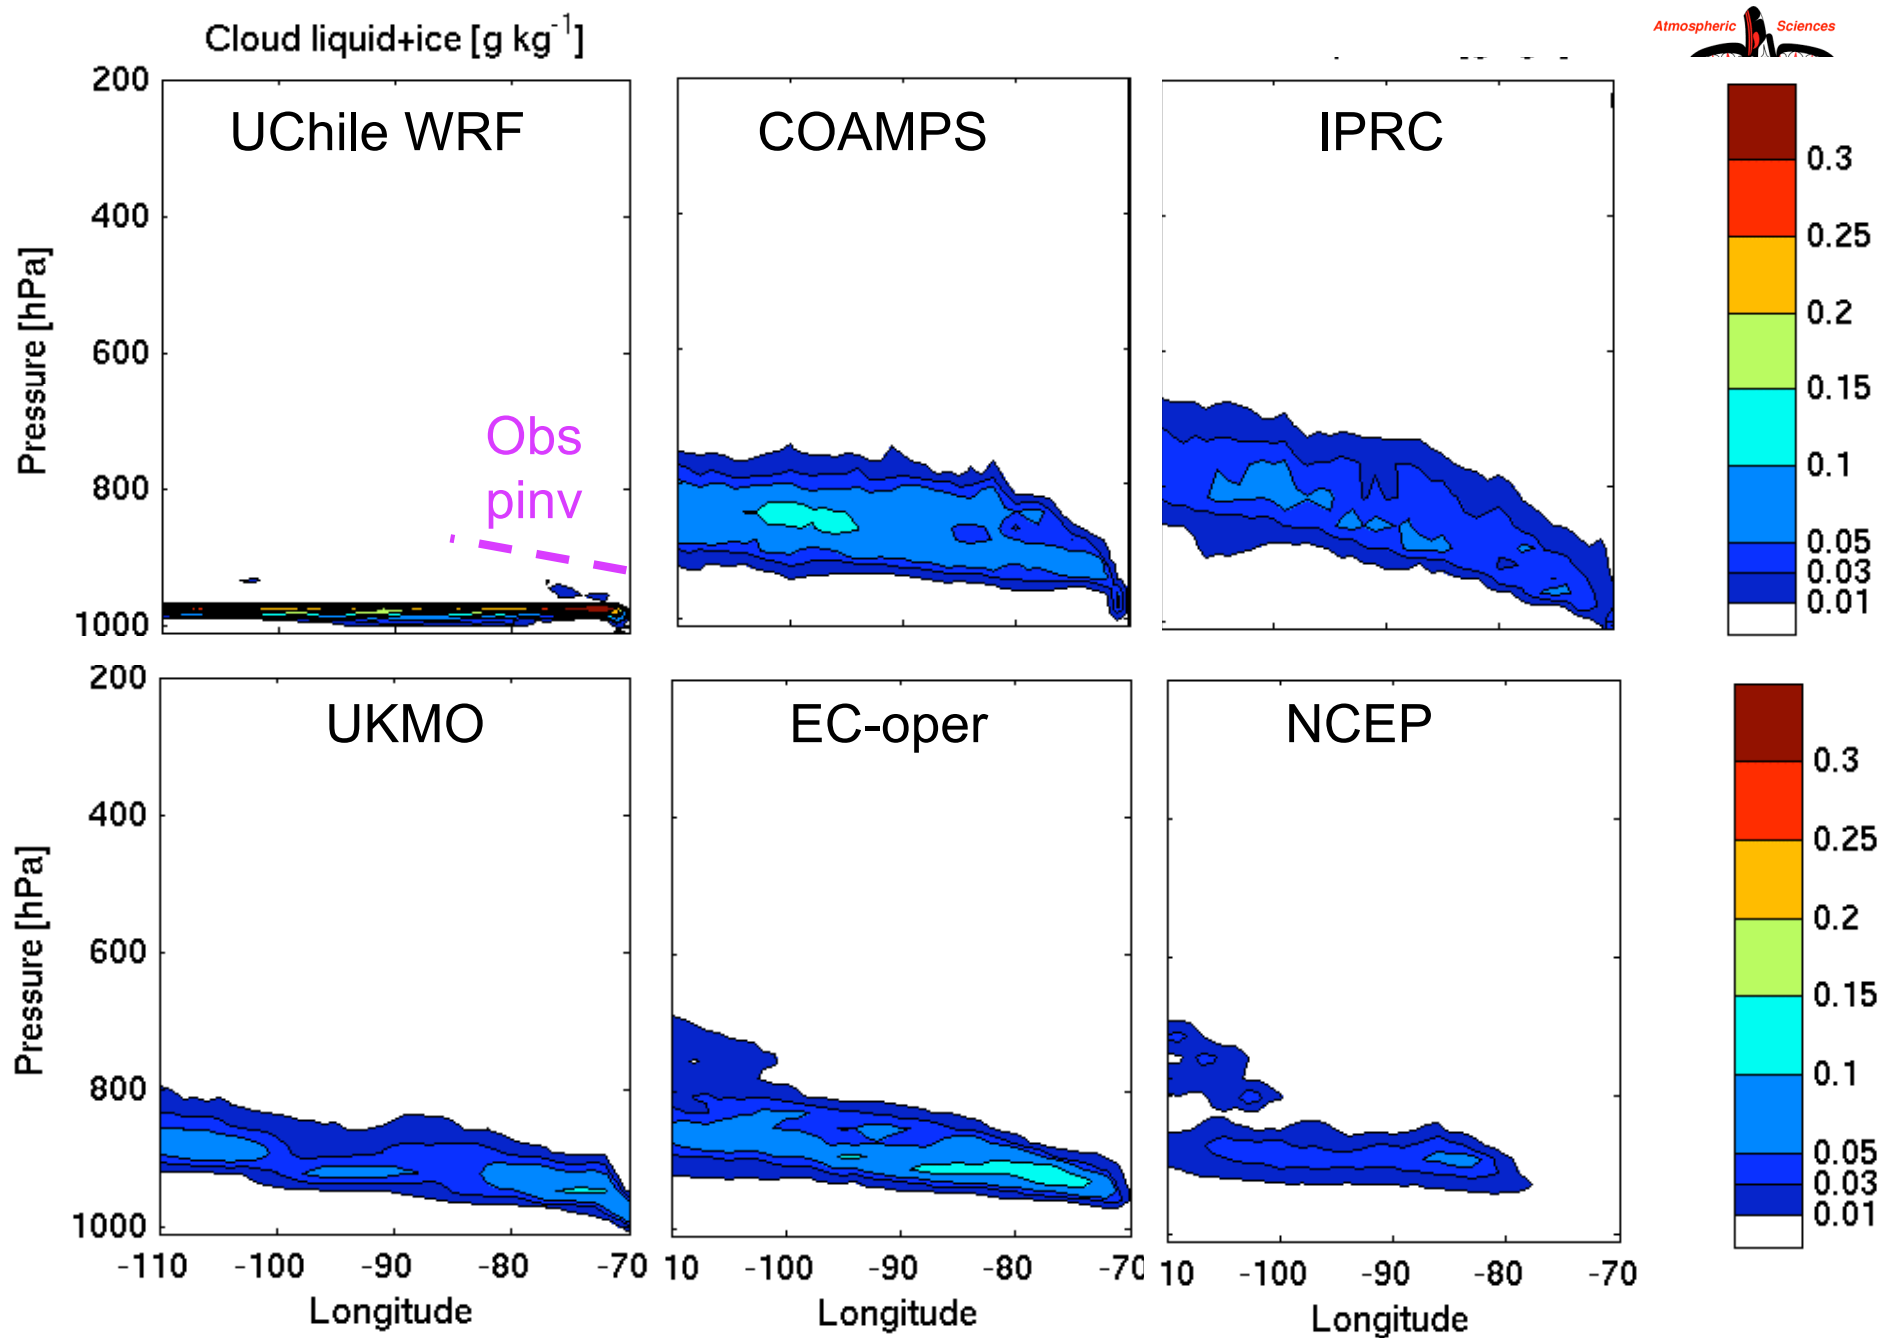 Cloud liquid+ice [g kg-1]
Atmospheric Sciences
UChile WRF
COAMPS
IPRC
200
400
600
800
1000
Pressure [hPa]
Obs
pinv
0.3
0.25
0.2
0.15
0.1
0.05
0.03
0.01
UKMO
EC-oper
NCEP
200
400
600
800
1000
Pressure [hPa]
-110 -100 -90 -80 -70
Longitude
10 -100 -90 -80 -70
Longitude
10 -100 -90 -80 -70
Longitude
0.3
0.25
0.2
0.15
0.1
0.05
0.03
0.01